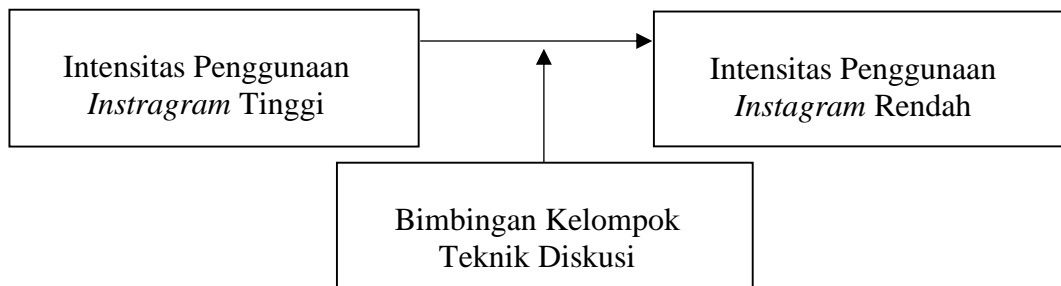 Intensitas Penggunaan
Instragram Tinggi
Intensitas Penggunaan
Instagram Rendah
Bimbingan Kelompok
Teknik Diskusi